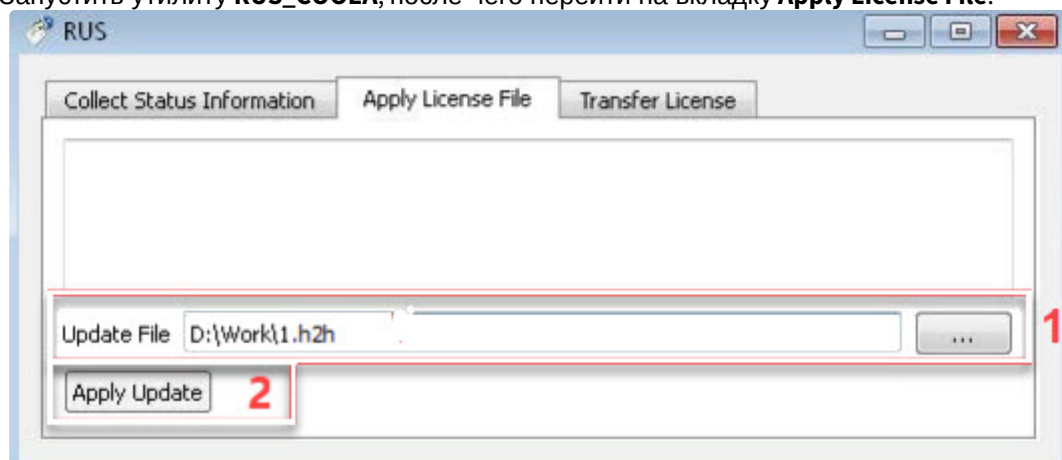 Запустить утилиту RUS_COOLA, после чего перейти на вкладку Apply License File.
RUS
Collect Status Information
Apply License File
Transfer License
Update File
D:\Work\1.h2h
...
1
Apply Update
2